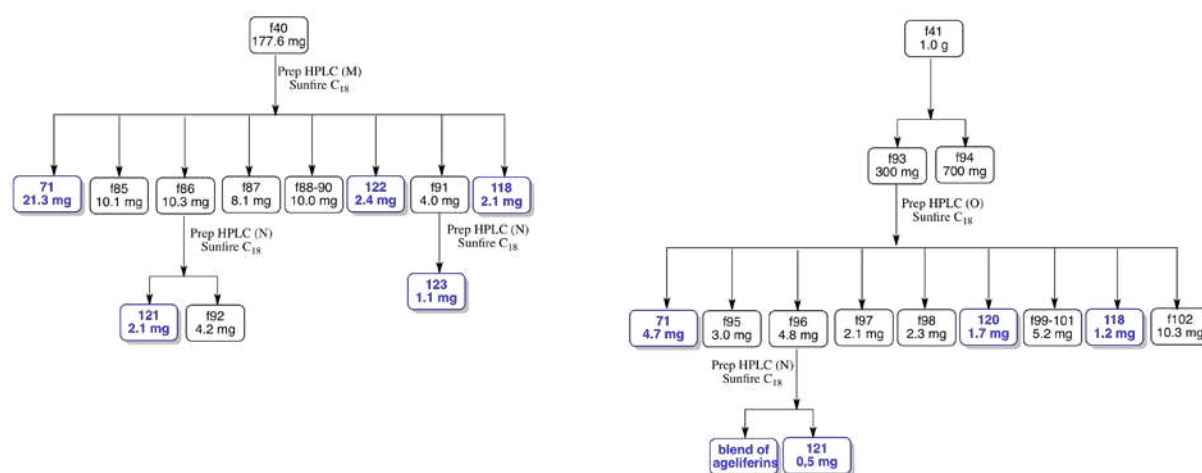 f40
177.6 mg
Prep HPLC (M)
Sunfire C18
71
21.3 mg
f85
10.1 mg
f86
10.3 mg
f87
8.1 mg
f88-90
10.0 mg
122
2.4 mg
f91
4.0 mg
118
2.1 mg
Prep HPLC (N)
Sunfire C18
Prep HPLC (N)
Sunfire C18
121
2.1 mg
f92
4.2 mg
123
1.1 mg
f41
1.0 g
f93
300 mg
f94
700 mg
Prep HPLC (O)
Sunfire C18
71
4.7 mg
f95
3.0 mg
f96
4.8 mg
f97
2.1 mg
f98
2.3 mg
120
1.7 mg
f99-101
5.2 mg
118
1.2 mg
f102
10.3 mg
Prep HPLC (N)
Sunfire C18
blend of
ageliferins
121
0,5 mg